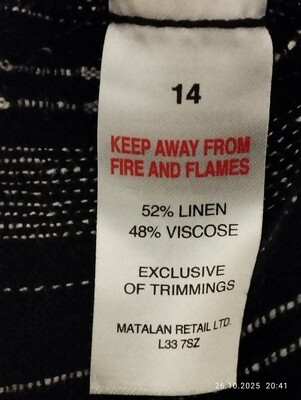 14
KEEP AWAY FROM
FIRE AND FLAMES
52% LINEN
48% VISCOSE
EXCLUSIVE
OF TRIMMINGS
MATALAN RETAIL LTD.
L33 7SZ
26.10.2025 20:41